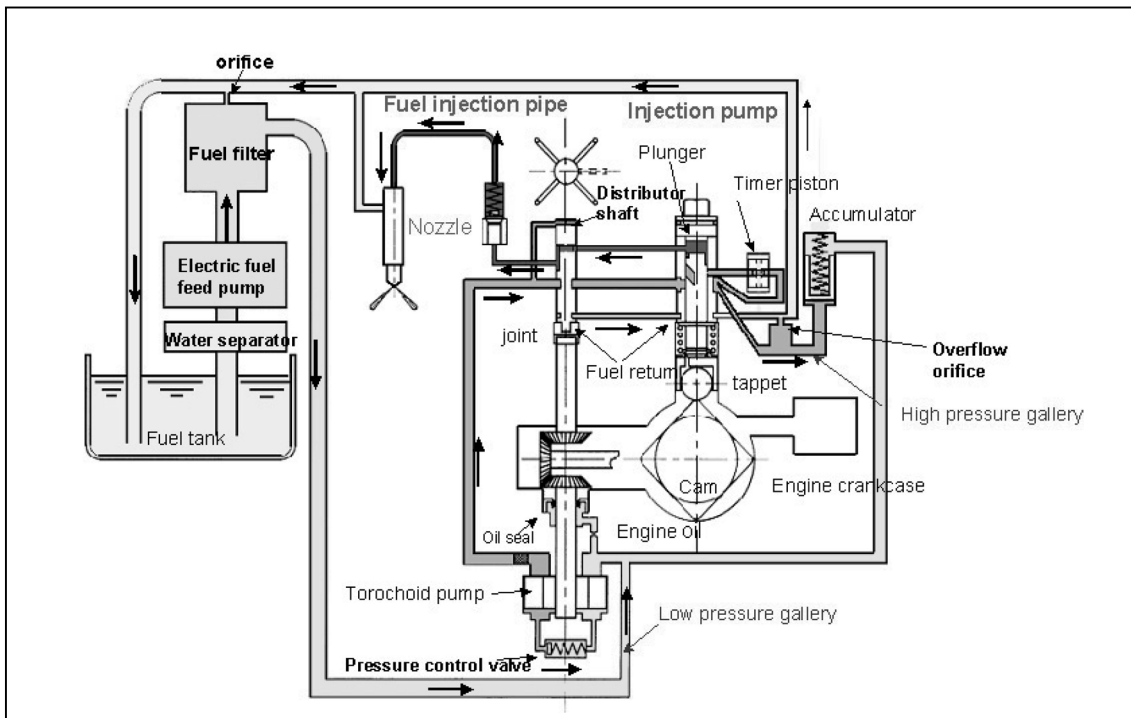 orifice
Fuel injection pipe
Injection pump
Fuel filter
Plunger
Timer piston
Distributor
shaft
Accumulator
Nozzle
Electric fuel
feed pump
Water separator
joint
Fuel return
tappet
Overflow
orifice
High pressure gallery
Fuel tank
Cam
Engine crankcase
Oil seal
Engine oil
Torochoid pump
Low pressure gallery
Pressure control valve